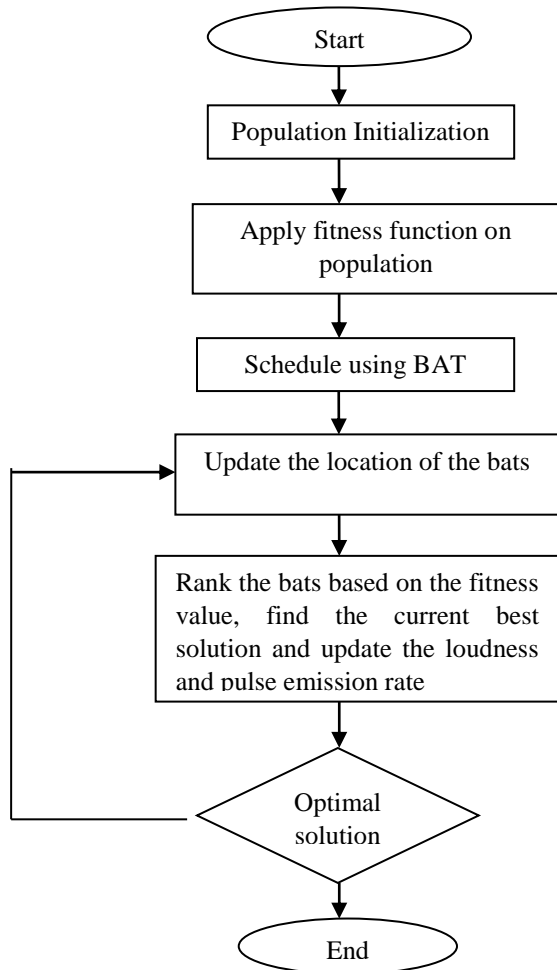 Start
Population Initialization
Apply fitness function on
population
Schedule using BAT
Update the location of the bats
Rank the bats based on the fitness
value, find the current best
solution and update the loudness
and pulse emission rate
Optimal
solution
End